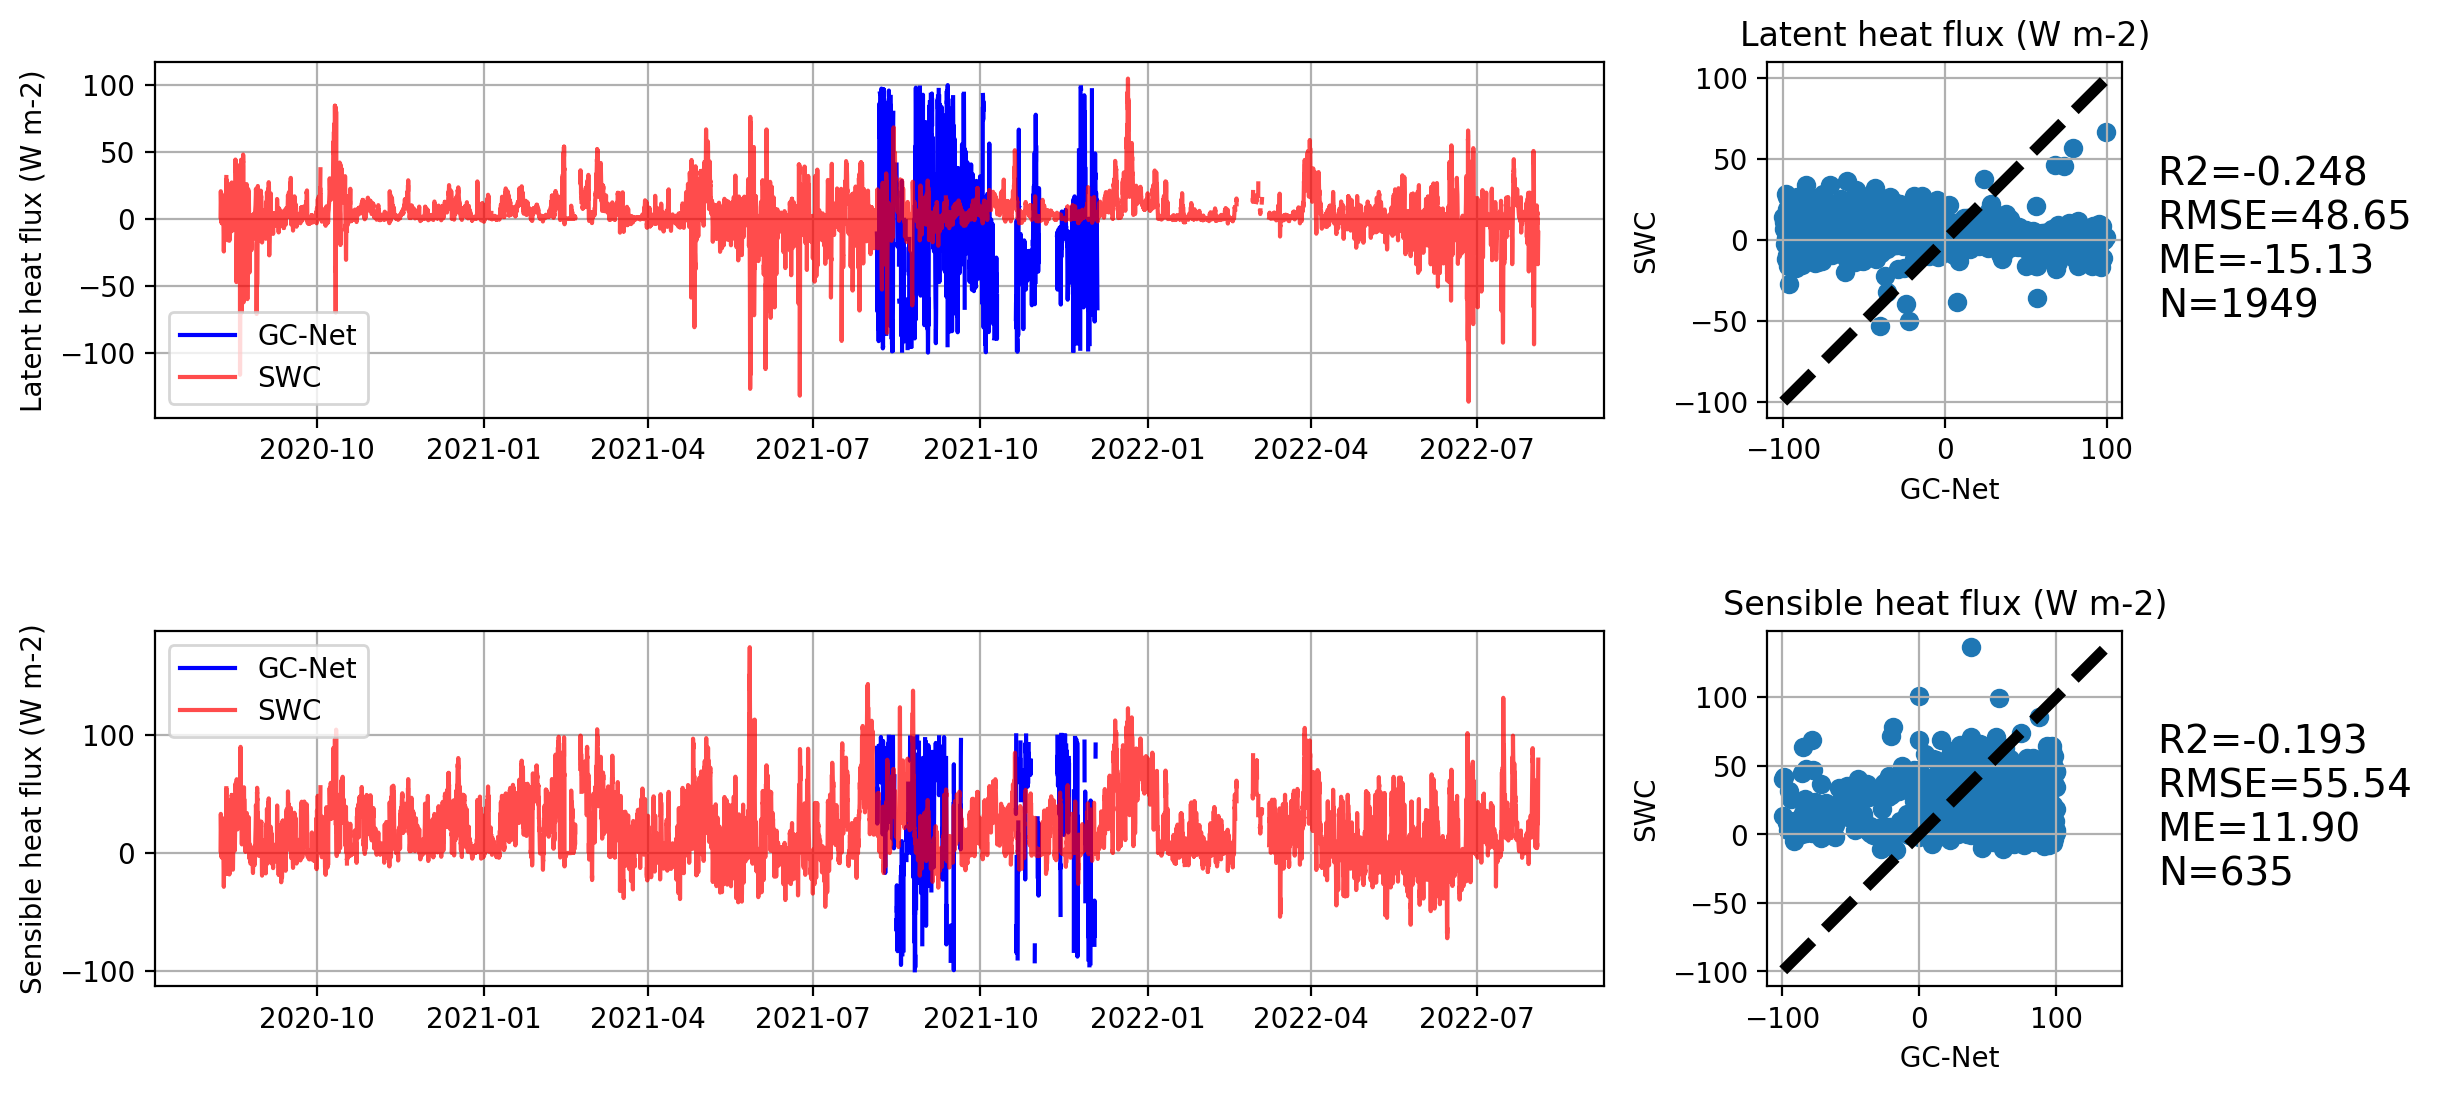 Latent heat flux (W m-2)
100
50
0
−50
−100
GC-Net
SWC
2020-10 2021-01 2021-04 2021-07 2021-10 2022-01 2022-04 2022-07
Latent heat flux (W m-2)
SWC
100
50
0
−50
−100
−100 0 100
GC-Net
R2=-0.248
RMSE=48.65
ME=-15.13
N=1949
Sensible heat flux (W m-2)
100
0
−100
GC-Net
SWC
2020-10 2021-01 2021-04 2021-07 2021-10 2022-01 2022-04 2022-07
Sensible heat flux (W m-2)
SWC
100
50
0
−50
−100
−100 0 100
GC-Net
R2=-0.193
RMSE=55.54
ME=11.90
N=635